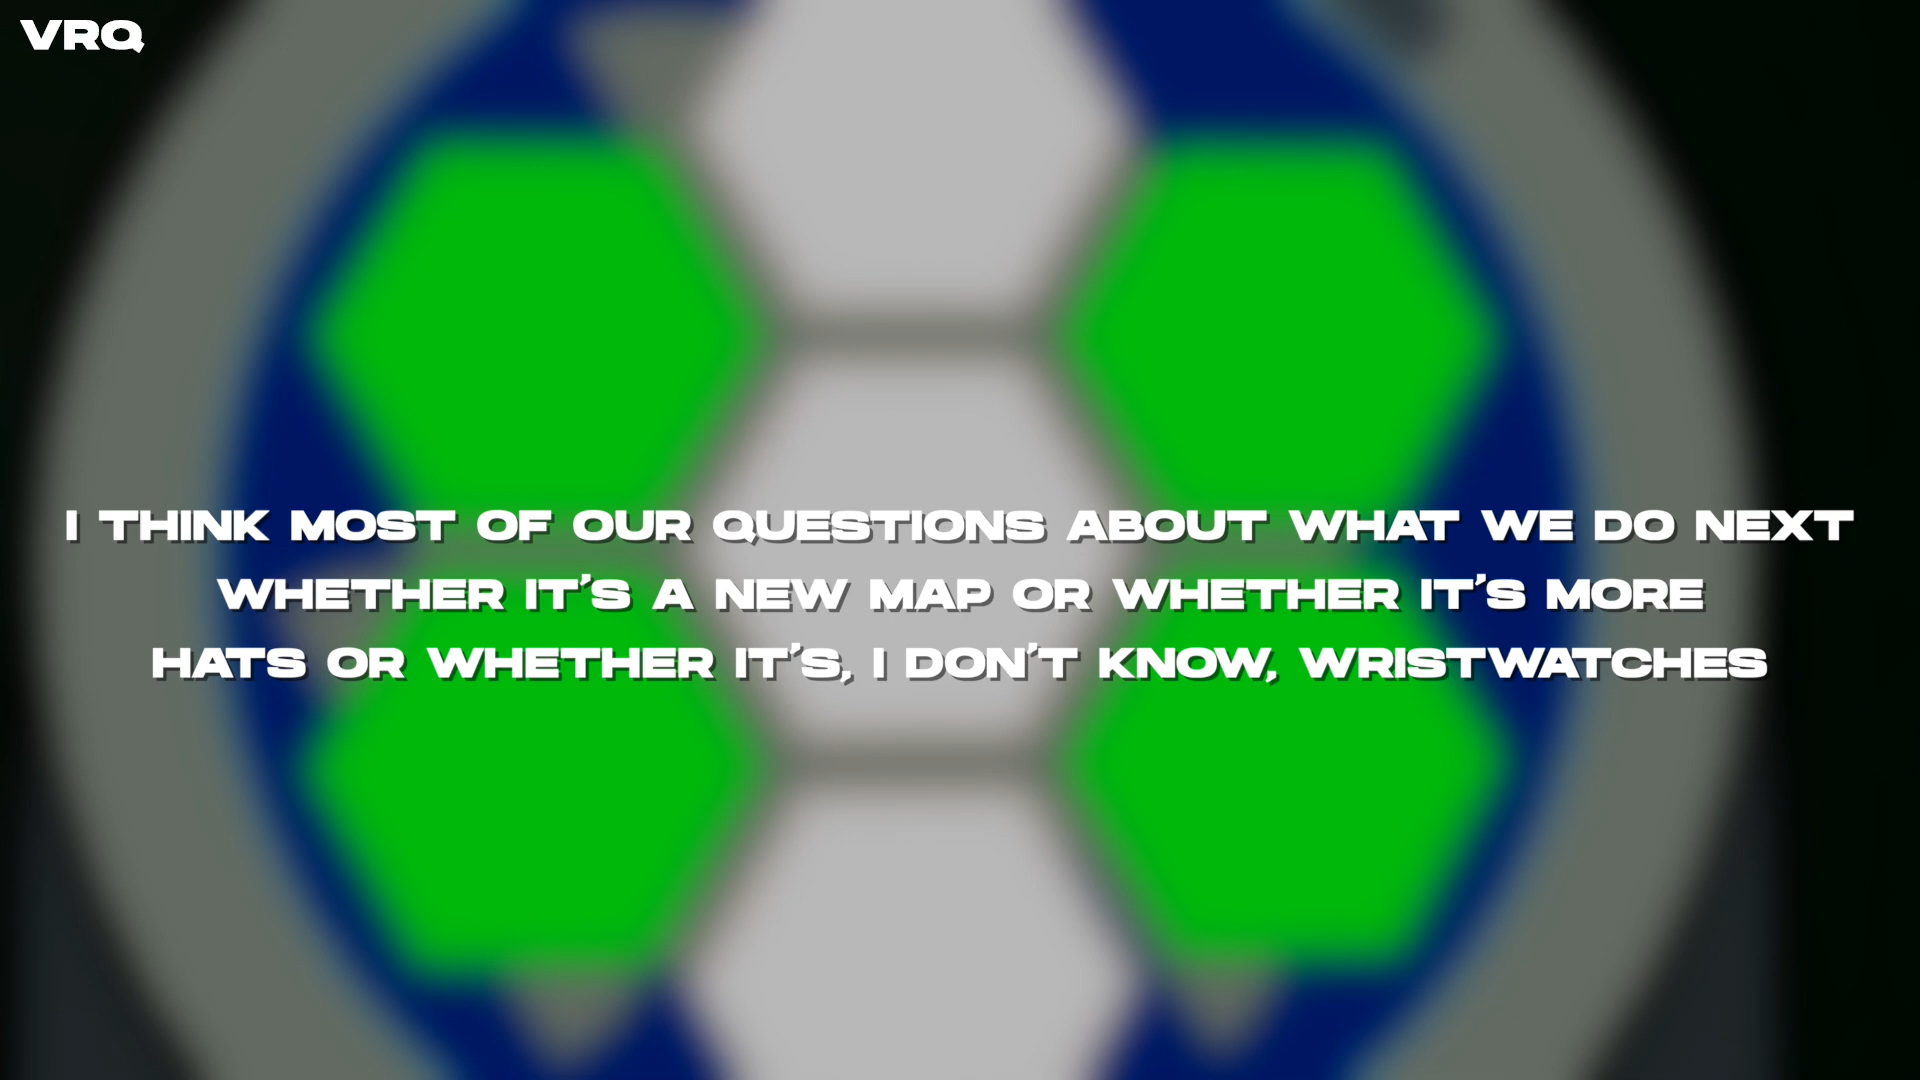 VRQ
I THINK MOST OF OUR QUESTIONS ABOUT WHAT WE DO NEXT
WHETHER IT'S A NEW MAP OR WHETHER IT'S MORE
HATS OR WHETHER IT'S, I DON'T KNOW, WRISTWATCHES